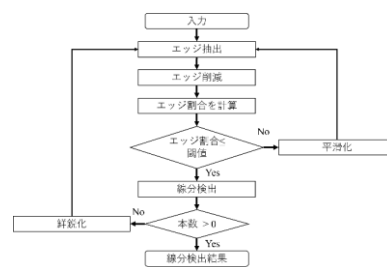 入力
エッジ抽出
エッジ削減
エッジ割合を計算
エッジ割合<
閾値
No
平滑化
Yes
線分検出
No
鮮鋭化
本数 > 0
Yes
線分検出結果